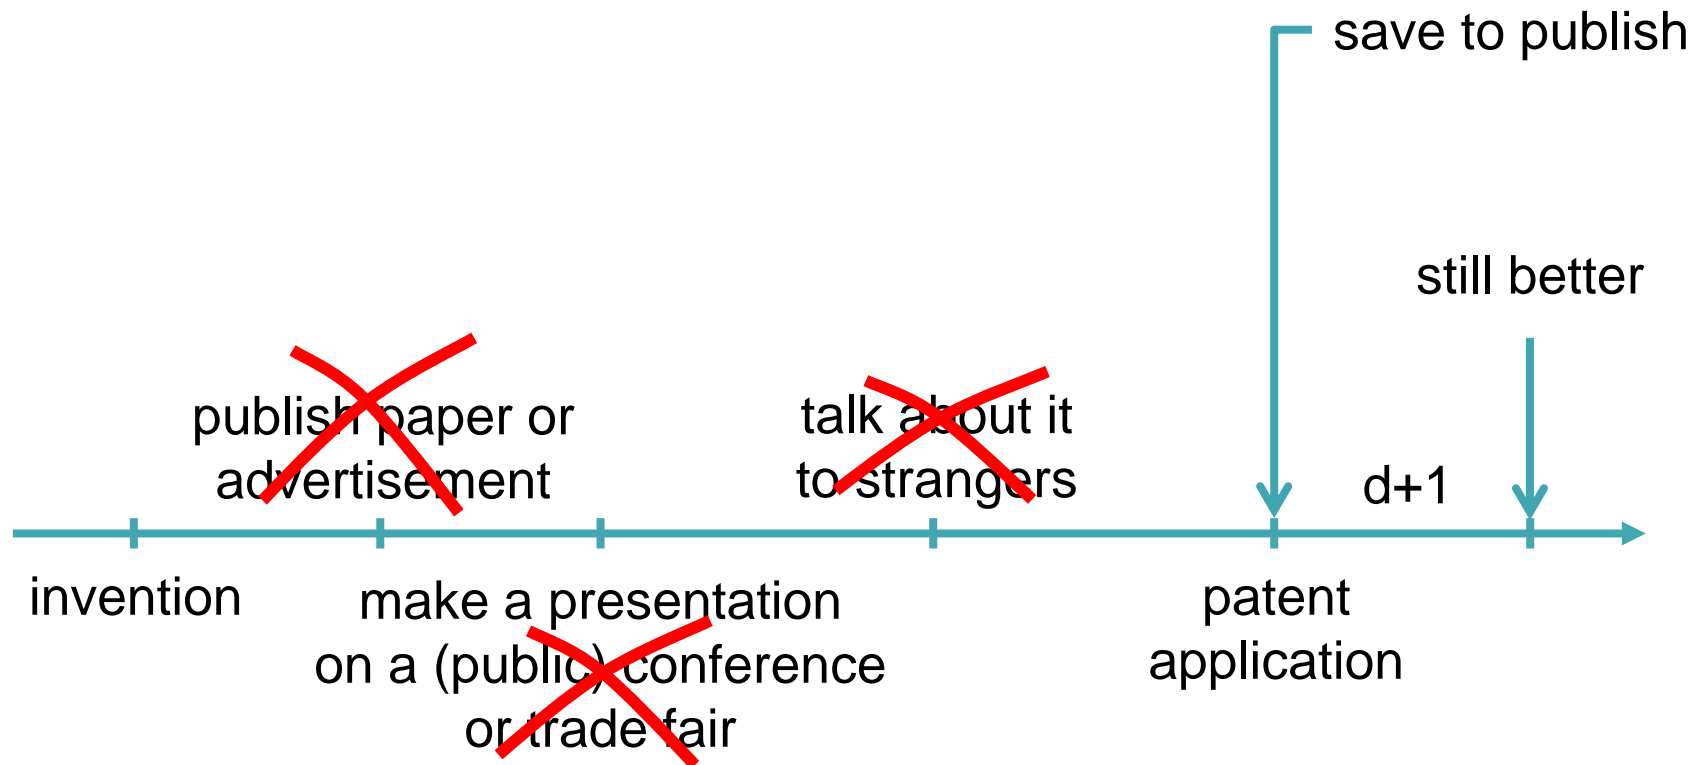 save to publish
still better
publish paper or
advertisement
talk about it
to strangers
d+1
invention
make a presentation
on a (public) conference
or trade fair
patent
application